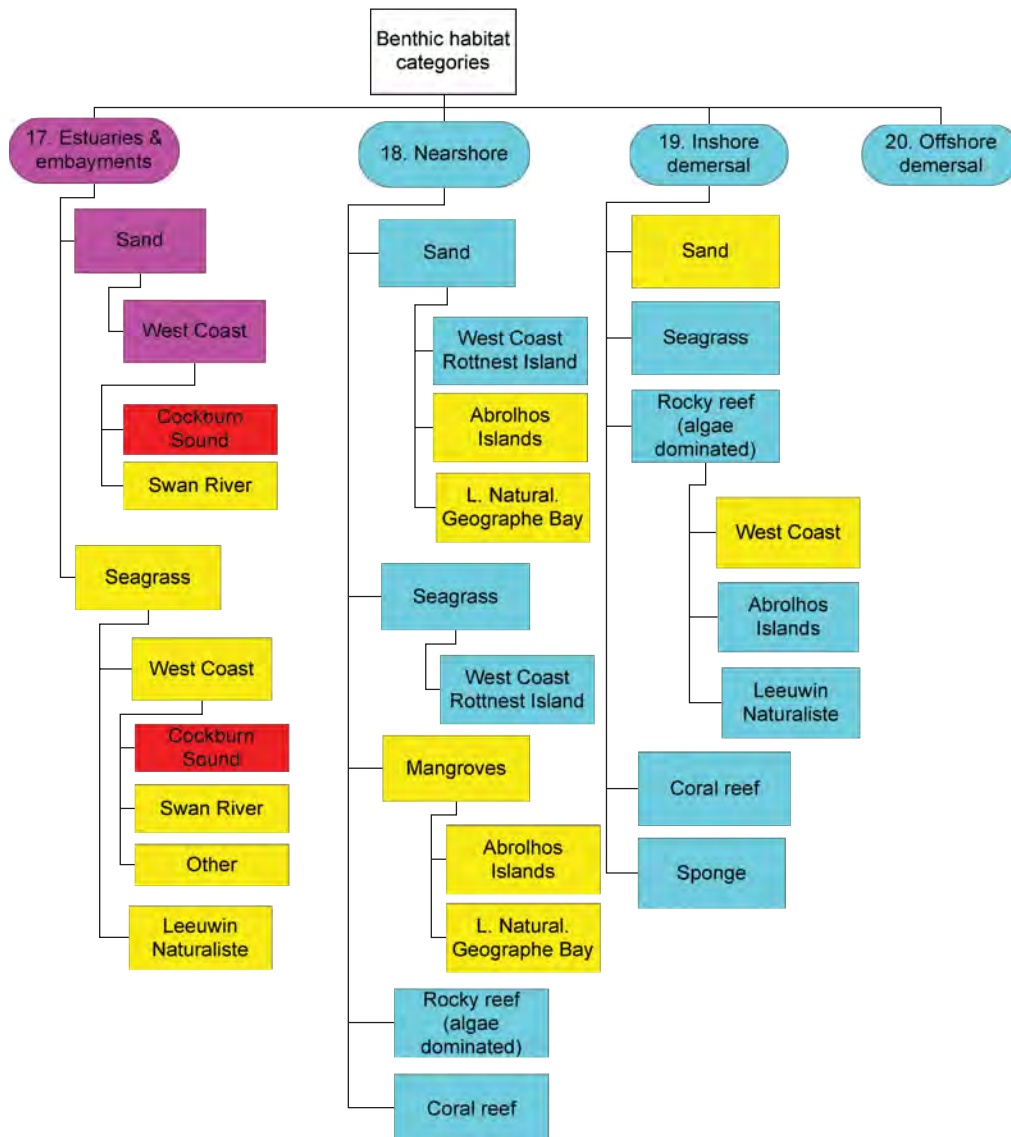 Benthic habitat
categories
17. Estuaries &
embayments
18. Nearshore
19. Inshore
demersal
20. Offshore
demersal
Sand
West Coast
Cockburn
Sound
Swan River
Seagrass
West Coast
Cockburn
Sound
Swan River
Other
Leeuwin
Naturaliste
Sand
West Coast
Rottnest Island
Abrolhos
Islands
L. Natural.
Geographe Bay
Seagrass
West Coast
Rottnest Island
Mangroves
Abrolhos
Islands
L. Natural.
Geographe Bay
Rocky reef
(algae
dominated)
Coral reef
Sand
Seagrass
Rocky reef
(algae
dominated)
West Coast
Abrolhos
Islands
Leeuwin
Naturaliste
Coral reef
Sponge